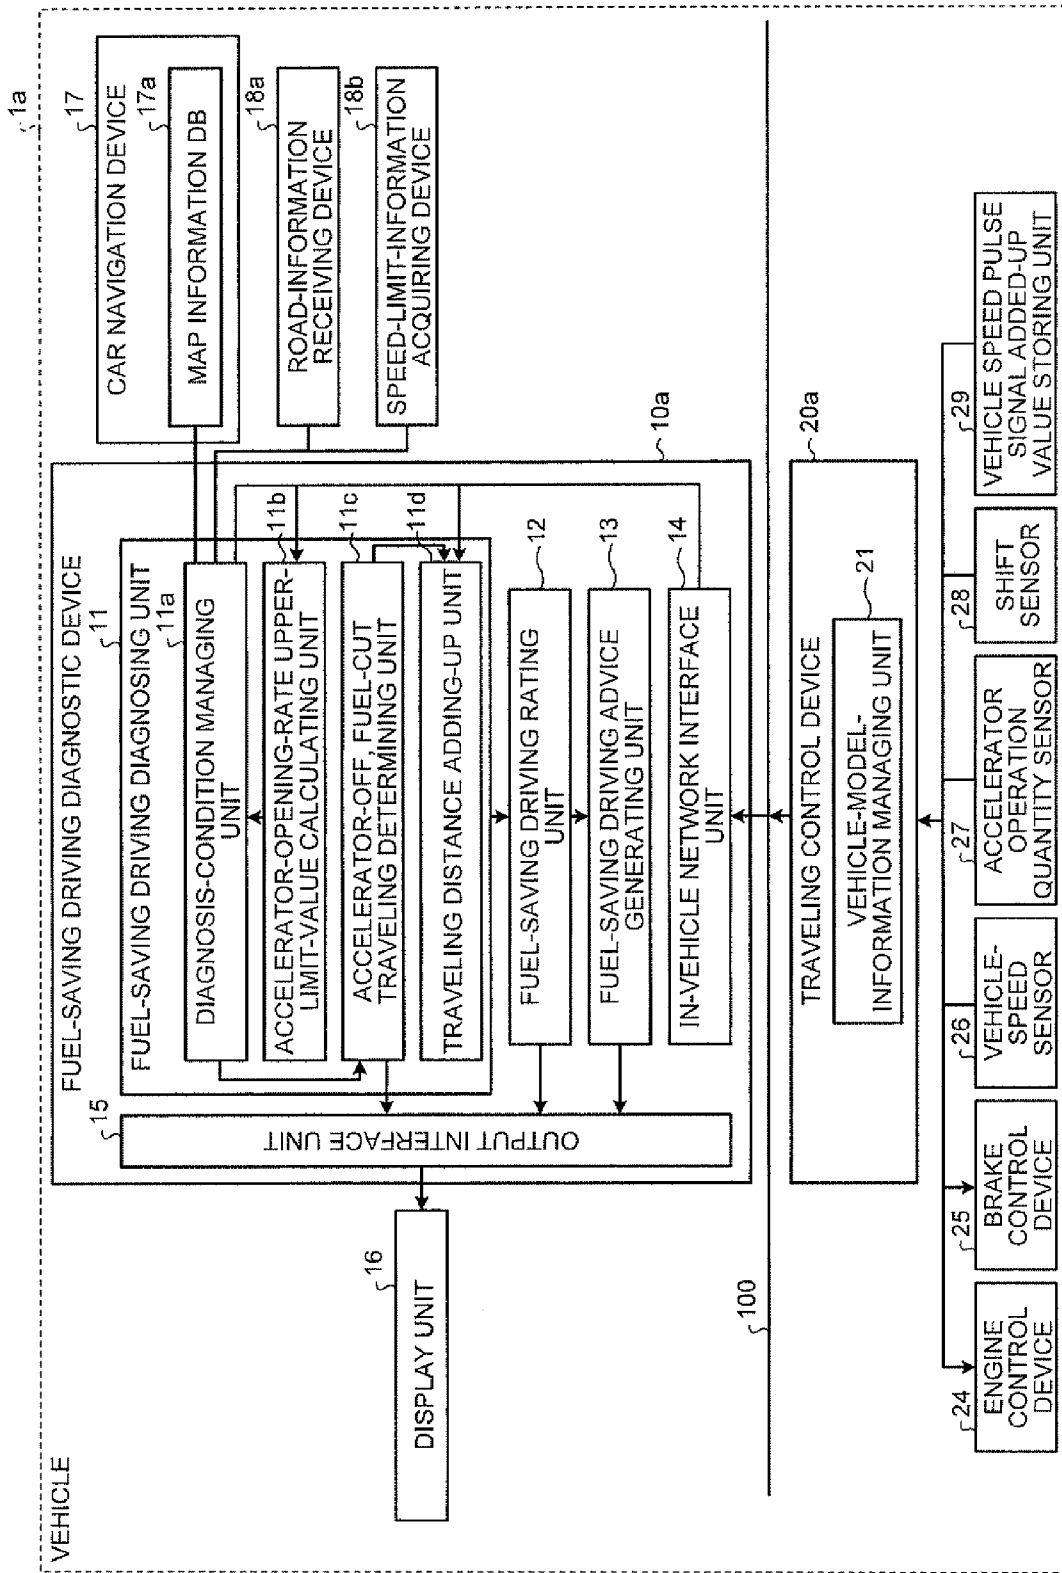 1a
VEHICLE
FUEL-SAVING DRIVING DIAGNOSTIC DEVICE
FUEL-SAVING DRIVING DIAGNOSING UNIT
11
11a
DIAGNOSIS-CONDITION MANAGING
UNIT
11b
ACCELERATOR-OPENING-RATE UPPER-
LIMIT-VALUE CALCULATING UNIT
11c
ACCELERATOR-OFF, FUEL-CUT
TRAVELING DETERMINING UNIT
11d
TRAVELING DISTANCE ADDING-UP UNIT
12
FUEL-SAVING DRIVING RATING
UNIT
13
FUEL-SAVING DRIVING ADVICE
GENERATING UNIT
14
IN-VEHICLE NETWORK INTERFACE
UNIT
10a
15
OUTPUT INTERFACE UNIT
16
DISPLAY UNIT
17
CAR NAVIGATION DEVICE
17a
MAP INFORMATION DB
18a
ROAD-INFORMATION
RECEIVING DEVICE
18b
SPEED-LIMIT-INFORMATION
ACQUIRING DEVICE
100
20a
TRAVELING CONTROL DEVICE
21
VEHICLE-MODEL-
INFORMATION MANAGING UNIT
24
ENGINE
CONTROL
DEVICE
25
BRAKE
CONTROL
DEVICE
26
VEHICLE-
SPEED
SENSOR
27
ACCELERATOR
OPERATION
QUANTITY SENSOR
28
SHIFT
SENSOR
29
VEHICLE SPEED PULSE
SIGNAL ADDED-UP
VALUE STORING UNIT